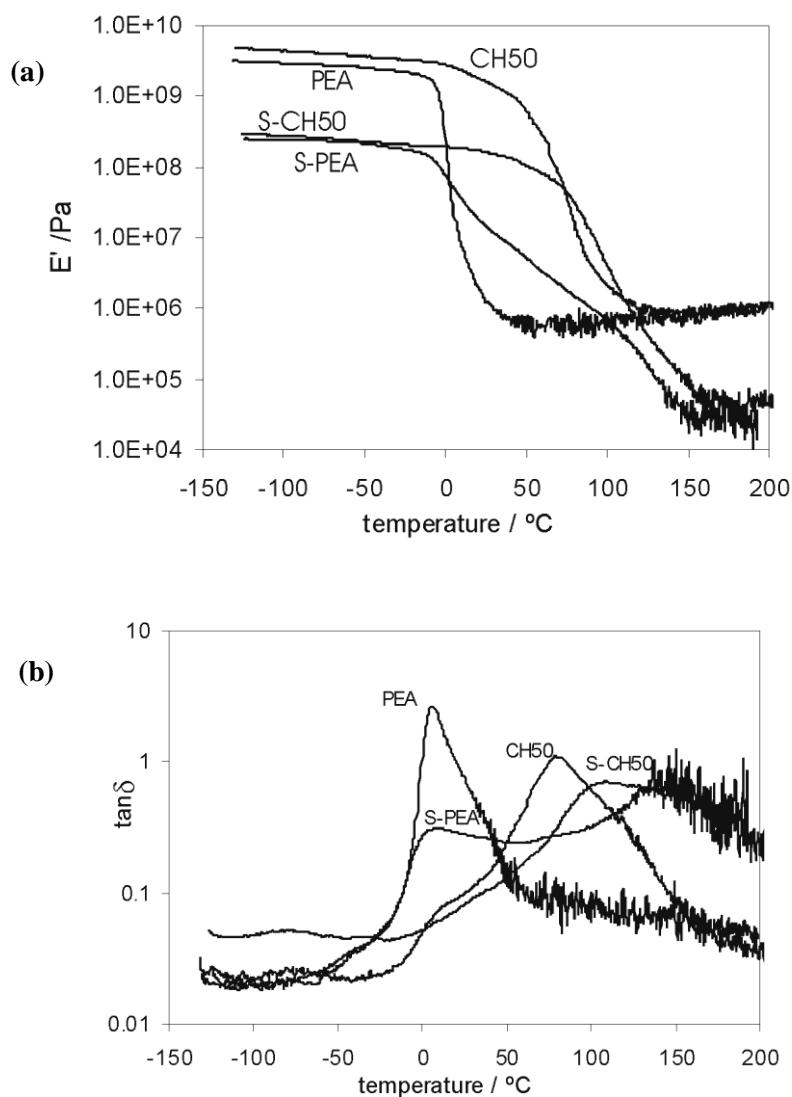 (a)
E' /Pa
1.0E+10
1.0E+09
1.0E+08
1.0E+07
1.0E+06
1.0E+05
1.0E+04
CH50
PEA
S-CH50
S-PEA
-150 -100 -50 0 50 100 150 200
temperature / ºC
(b)
tanδ
10
1
0.1
0.01
PEA
CH50
S-CH50
S-PEA
-150 -100 -50 0 50 100 150 200
temperature / ºC